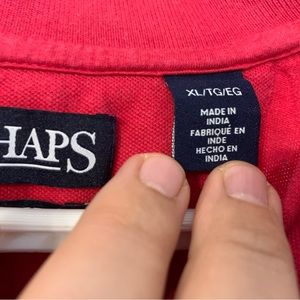 HAPS
XL/TG/EG
MADE IN
INDIA
FABRIQUÉ EN
INDE
HECHO EN
INDIA